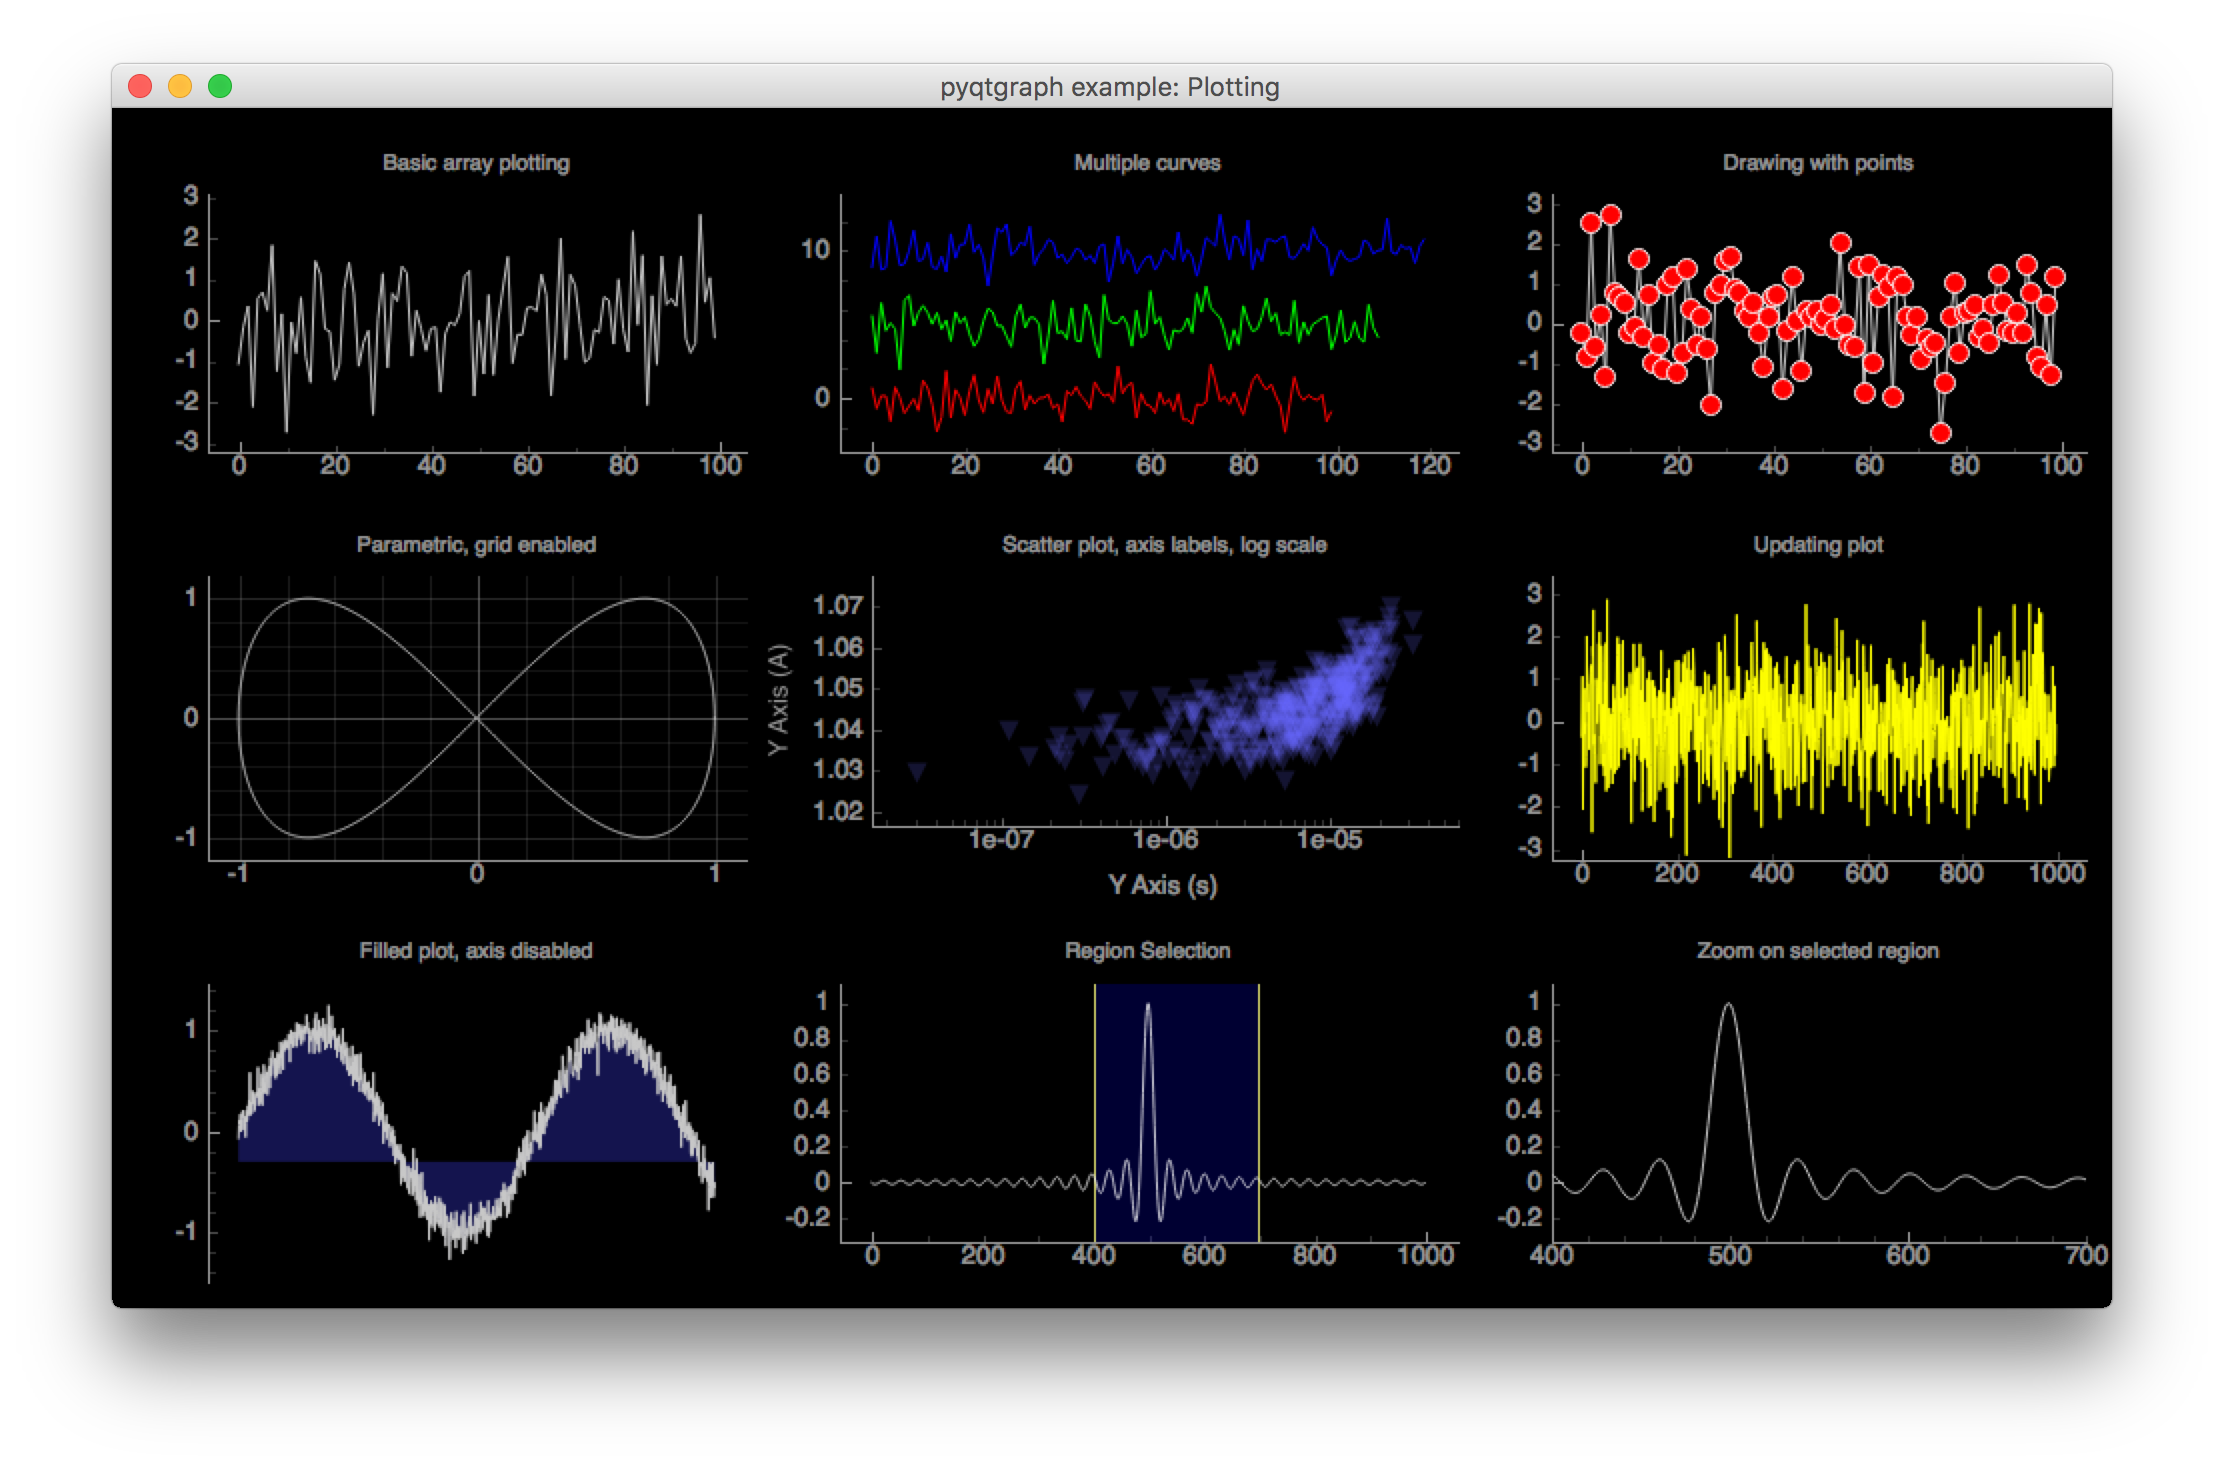 pyqtgraph example: Plotting
Basic array plotting
3
2
1
0
-1
-2
-3
0 20 40 60 80 100
Multiple curves
10
0
0 20 40 60 80 100 120
Drawing with points
3
2
1
0
-1
-2
-3
0 20 40 60 80 100
Parametric, grid enabled
1
0
-1
-1 0 1
Scatter plot, axis labels, log scale
Y Axis (A)
1.07
1.06
1.05
1.04
1.03
1.02
1e-07 1e-06 1e-05
Y Axis (s)
Updating plot
3
2
1
0
-1
-2
-3
0 200 400 600 800 1000
Filled plot, axis disabled
1
0
-1
Region Selection
1
0.8
0.6
0.4
0.2
0
-0.2
0 200 400 600 800 1000
Zoom on selected region
1
0.8
0.6
0.4
0.2
0
-0.2
400 500 600 700